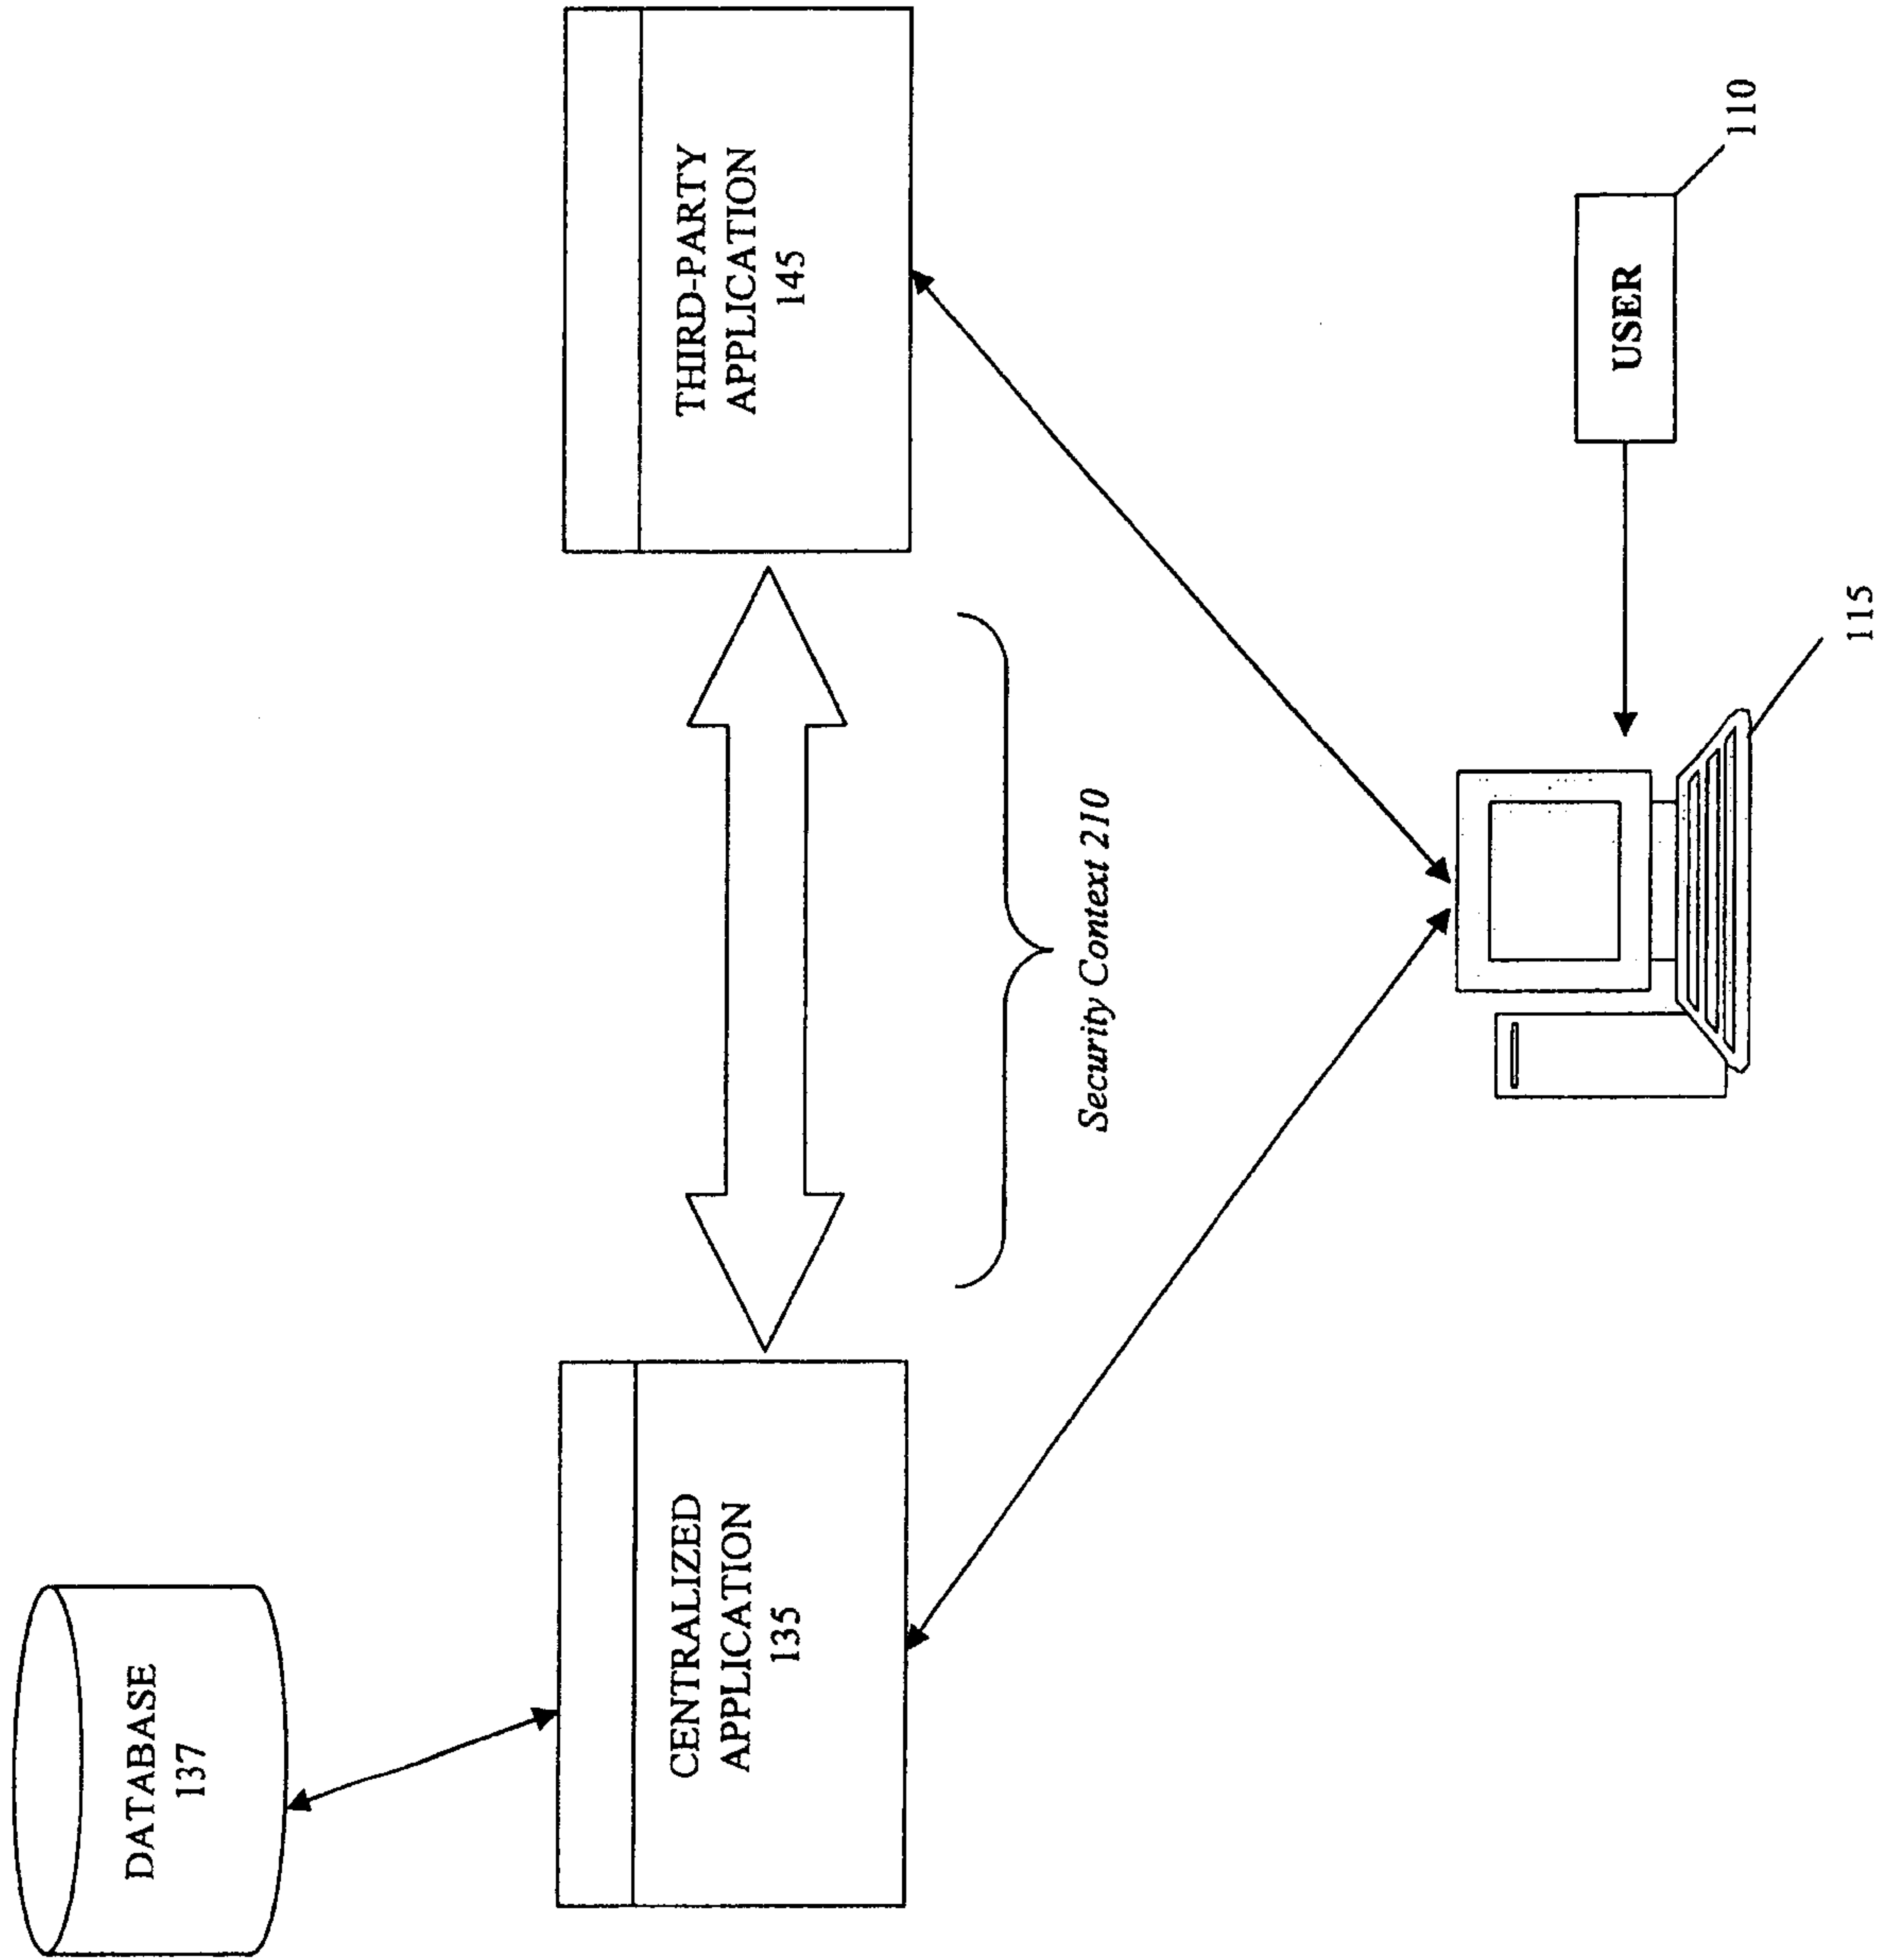 DATABASE
137
CENTRALIZED
APPLICATION
135
THIRD-PARTY
APPLICATION
145
Security Context 210
USER
110
115